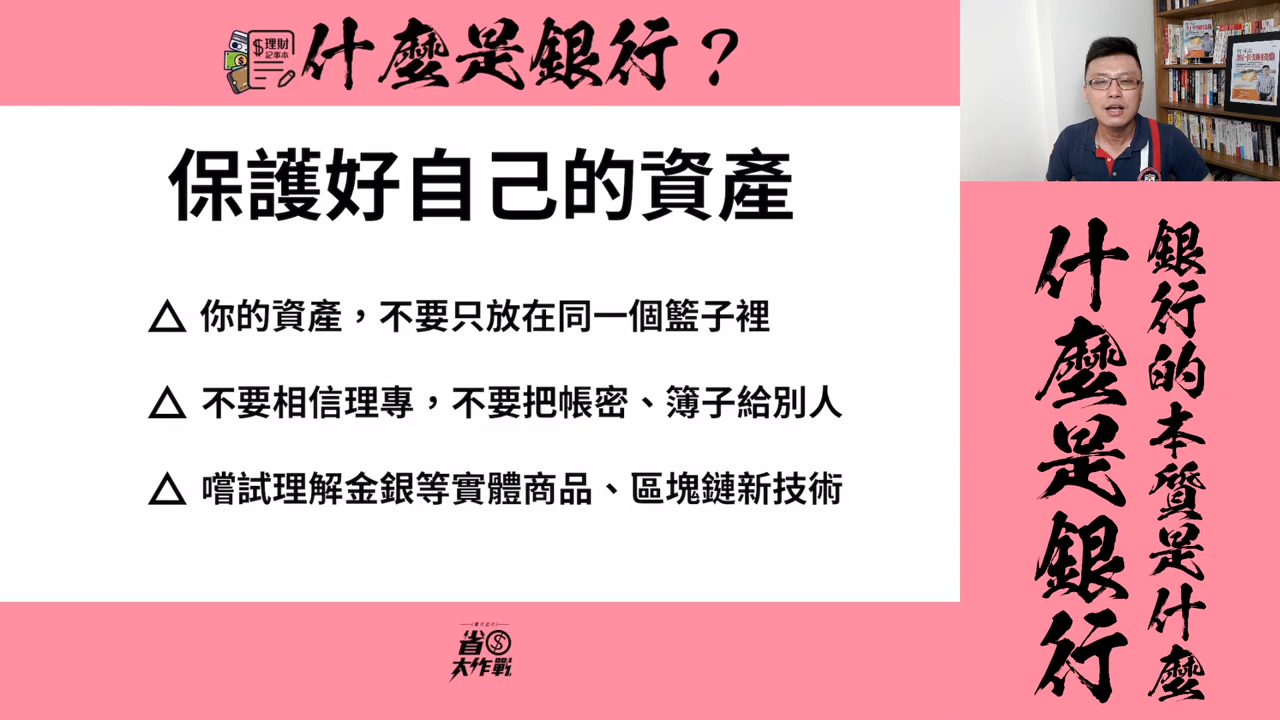 $理財
記事本
什麼是銀行？
保護好自己的資產
△ 你的資產，不要只放在同一個籃子裡
△ 不要相信理專，不要把帳密、簿子給別人
△ 嚐試理解金銀等實體商品、區塊鏈新技術
省$
大作戰
銀行的本質是什麼
什麼是銀行